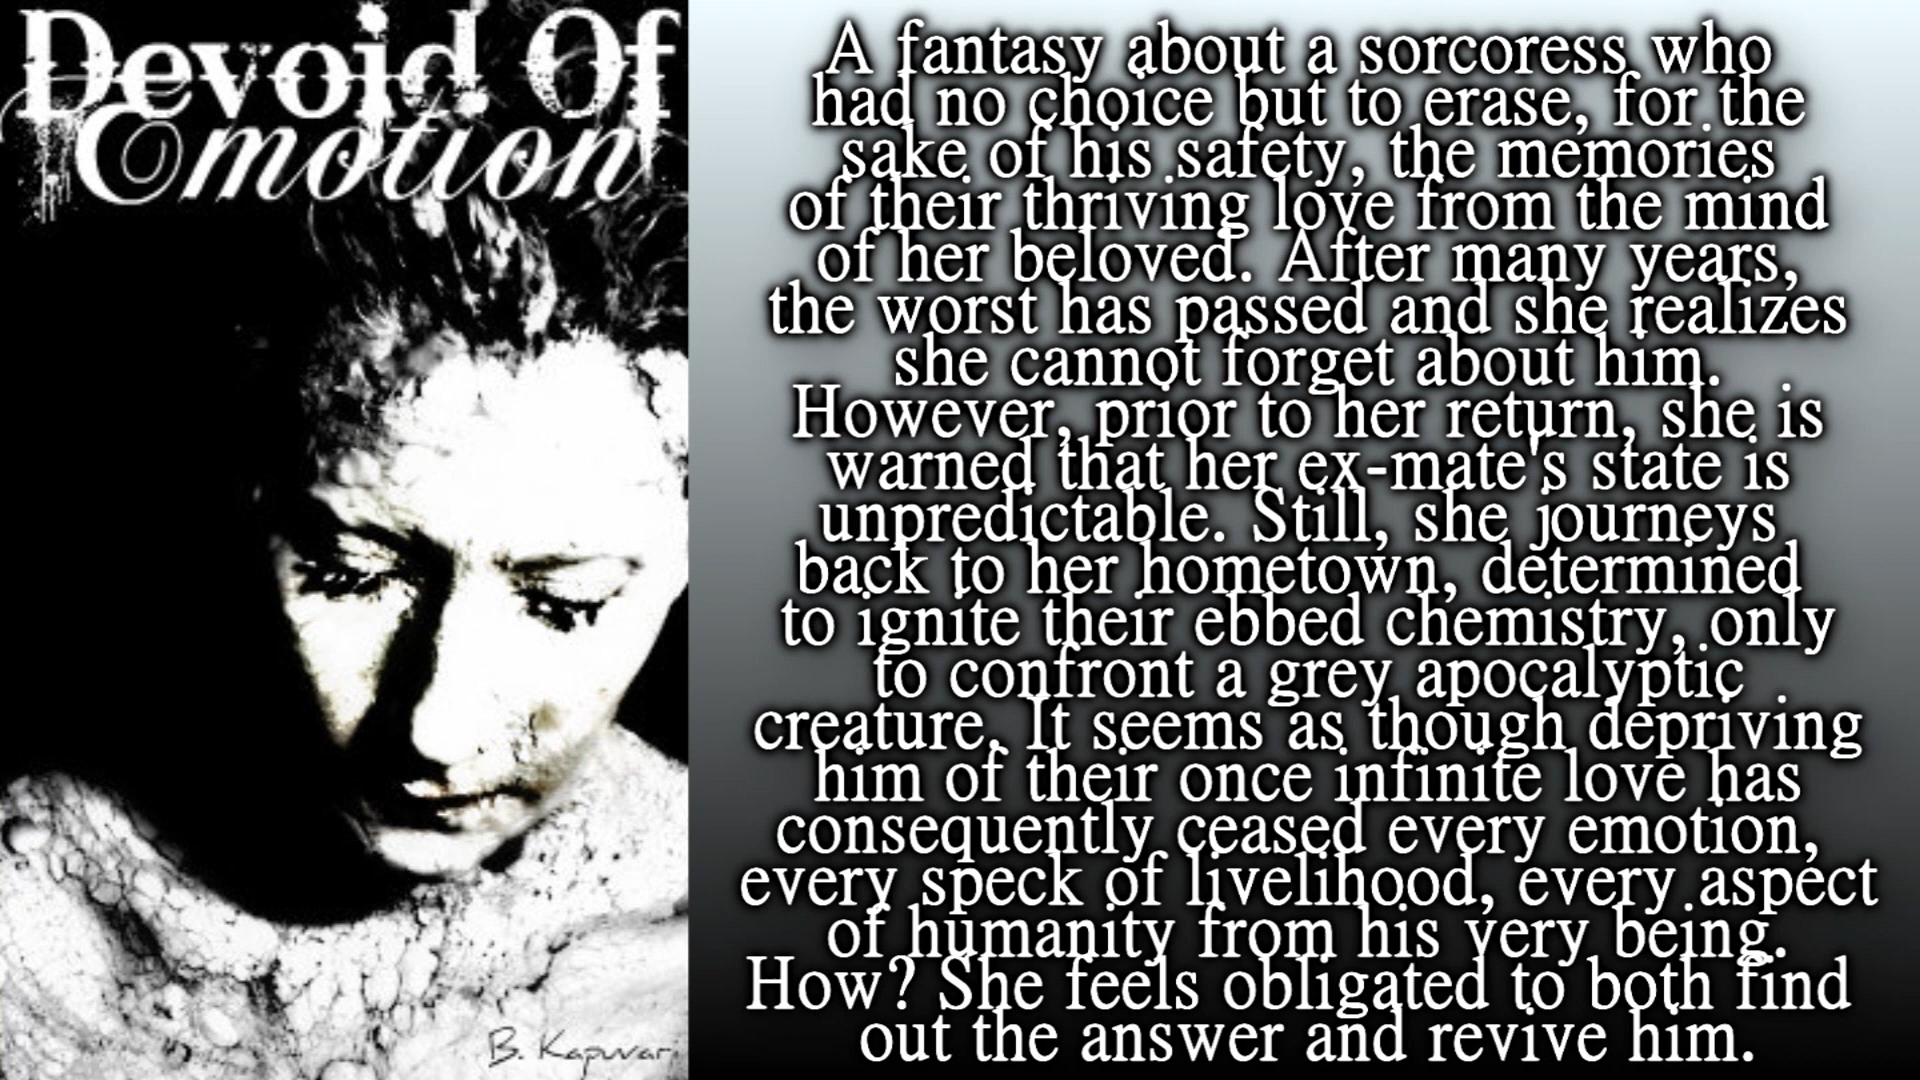 Devoid Of
Emotion
B. Kapuvari
A fantasy about a sorcoress who
had no choice but to erase, for the
sake of his safety, the memories
of their thriving love from the mind
of her beloved. After many years,
the worst has passed and she realizes
she cannot forget about him.
However, prior to her return, she is
warned that her ex-mate's state is
unpredictable. Still, she journeys
back to her hometown, determined
to ignite their ebbed chemistry, only
to confront a grey apocalyptic
creature. It seems as though depriving
him of their once infinite love has
consequently ceased every emotion,
every speck of livelihood, every aspect
of humanity from his very being.
How? She feels obligated to both find
out the answer and revive him.